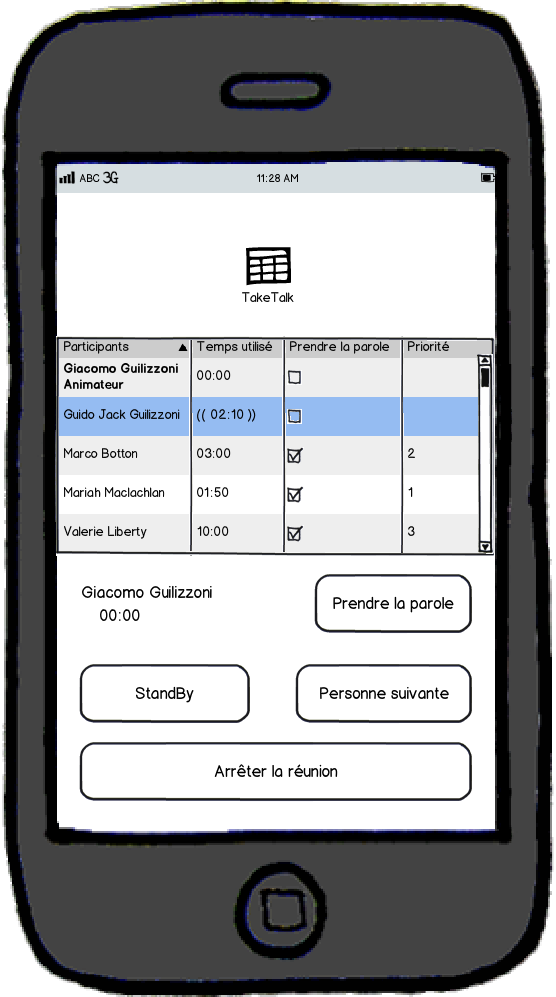 ABC 3G 11:28 AM
TakeTalk
Participants Temps utilisé Prendre la parole Priorité
Giacomo Guilizzoni
Animateur 00:00
Guido Jack Guilizzoni (( 02:10 ))
Marco Botton 03:00 2
Mariah Maclachlan 01:50 1
Valerie Liberty 10:00 3
Giacomo Guilizzoni
00:00
Prendre la parole
StandBy Personne suivante
Arrêter la réunion